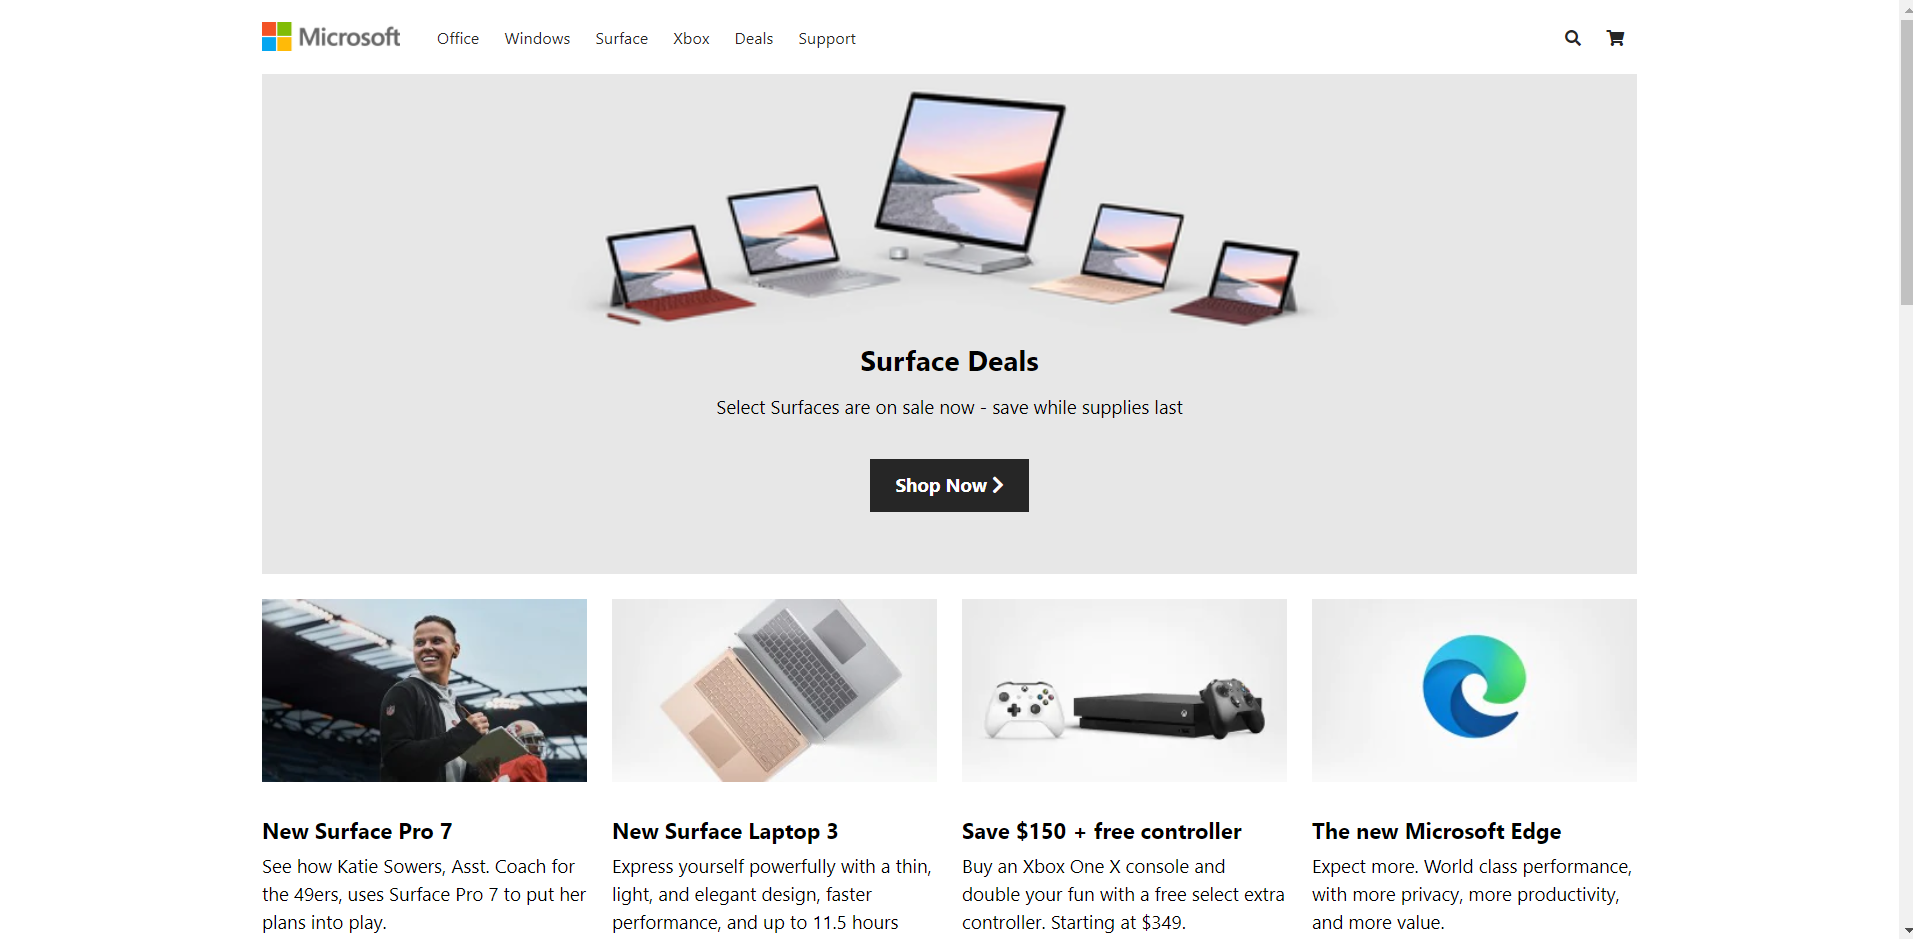 Microsoft Office Windows Surface Xbox Deals Support
Surface Deals
Select Surfaces are on sale now - save while supplies last
Shop Now
New Surface Pro 7
See how Katie Sowers, Asst. Coach for
the 49ers, uses Surface Pro 7 to put her
plans into play.
New Surface Laptop 3
Express yourself powerfully with a thin,
light, and elegant design, faster
performance, and up to 11.5 hours
Save $150 + free controller
Buy an Xbox One X console and
double your fun with a free select extra
controller. Starting at $349.
The new Microsoft Edge
Expect more. World class performance,
with more privacy, more productivity,
and more value.